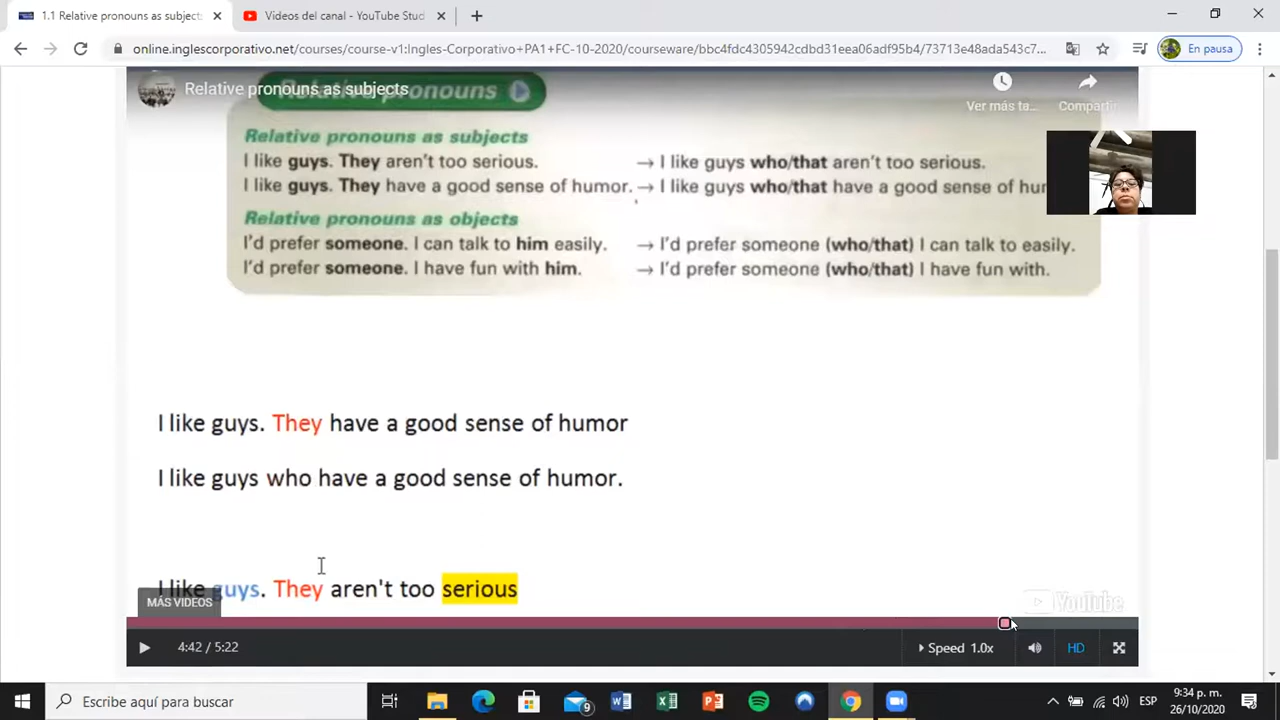 1.1 Relative pronouns as subjects
Videos del canal - YouTube Stud
online.inglescorporativo.net/courses/course-v1:Ingles-Corporativo+PA1+FC-10-2020/courseware/bbc4fdc4305942cdbd31eea06adf95b4/73713e48ada543c7...
En pausa
Relative pronouns as subjects
Relative pronouns
Ver más ta...
Compartir
Relative pronouns as subjects
I like guys. They aren't too serious. → I like guys who/that aren't too serious.
I like guys. They have a good sense of humor. → I like guys who/that have a good sense of hum
Relative pronouns as objects
I'd prefer someone. I can talk to him easily. → I'd prefer someone (who/that) I can talk to easily.
I'd prefer someone. I have fun with him. → I'd prefer someone (who/that) I have fun with.
I like guys. They have a good sense of humor
I like guys who have a good sense of humor.
I like guys. They aren't too serious
MÁS VIDEOS
YouTube
4:42 / 5:22
Speed 1.0x
HD
Escribe aquí para buscar
9
ESP
9:34 p. m.
26/10/2020